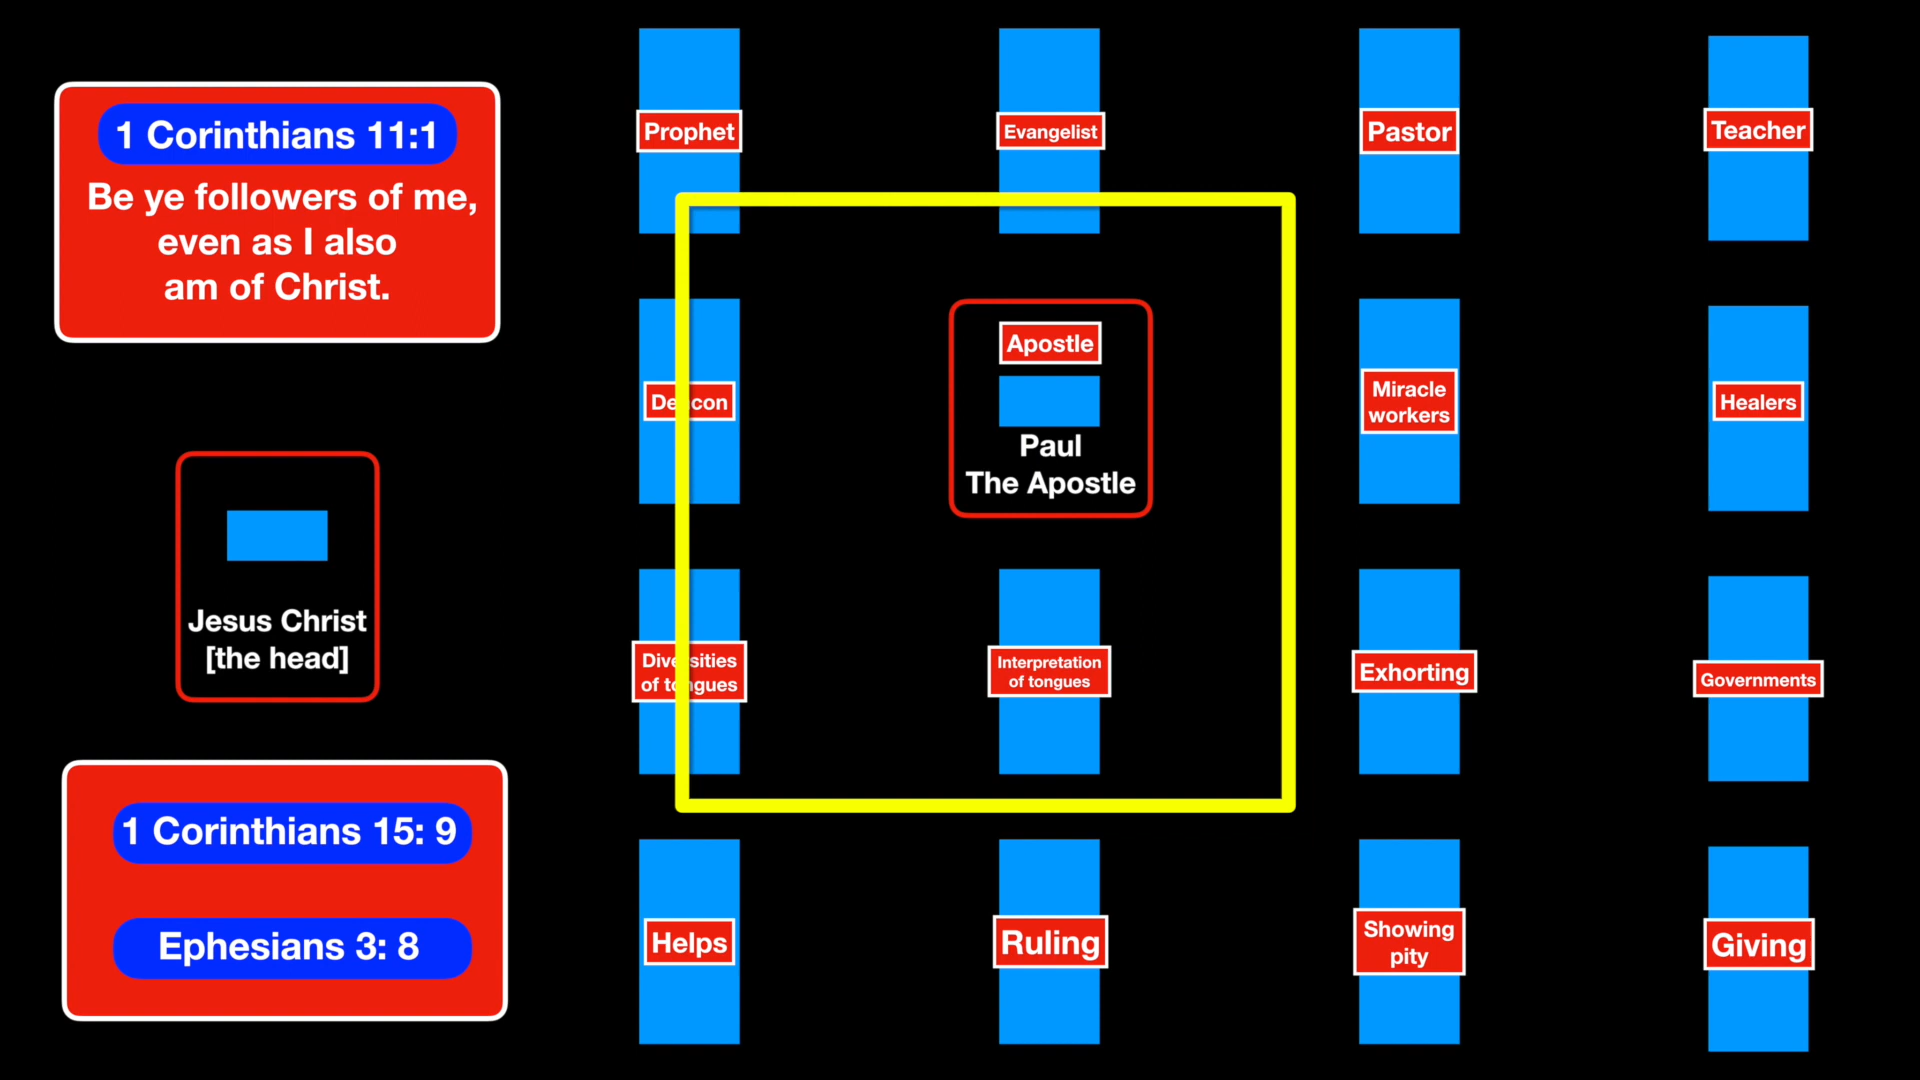 1 Corinthians 11:1
Be ye followers of me,
even as I also
am of Christ.
Jesus Christ
[the head]
1 Corinthians 15: 9
Ephesians 3: 8
Prophet
Evangelist
Pastor
Teacher
Deacon
Apostle
Paul
The Apostle
Miracle
workers
Healers
Diversities
of tongues
Interpretation
of tongues
Exhorting
Governments
Helps
Ruling
Showing
pity
Giving